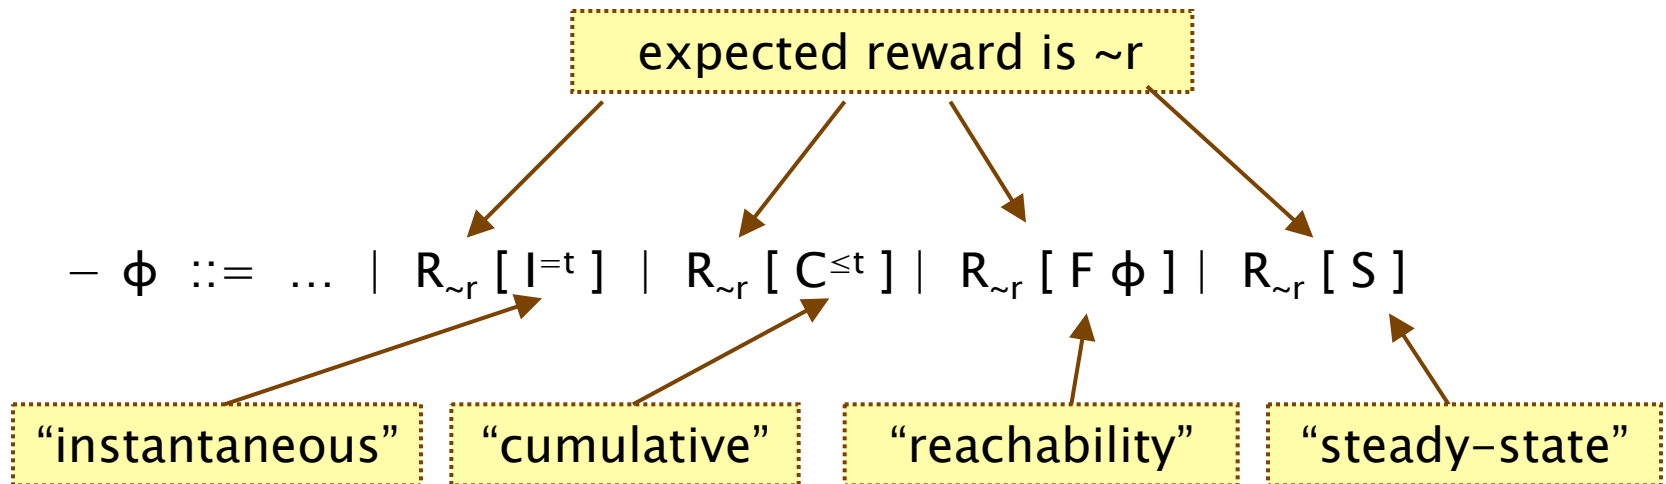 expected reward is ~r
– ϕ ::= … | R~r [ I=t ] | R~r [ C≤t ] | R~r [ F ϕ ] | R~r [ S ]
“instantaneous” “cumulative” “reachability” “steady–state”